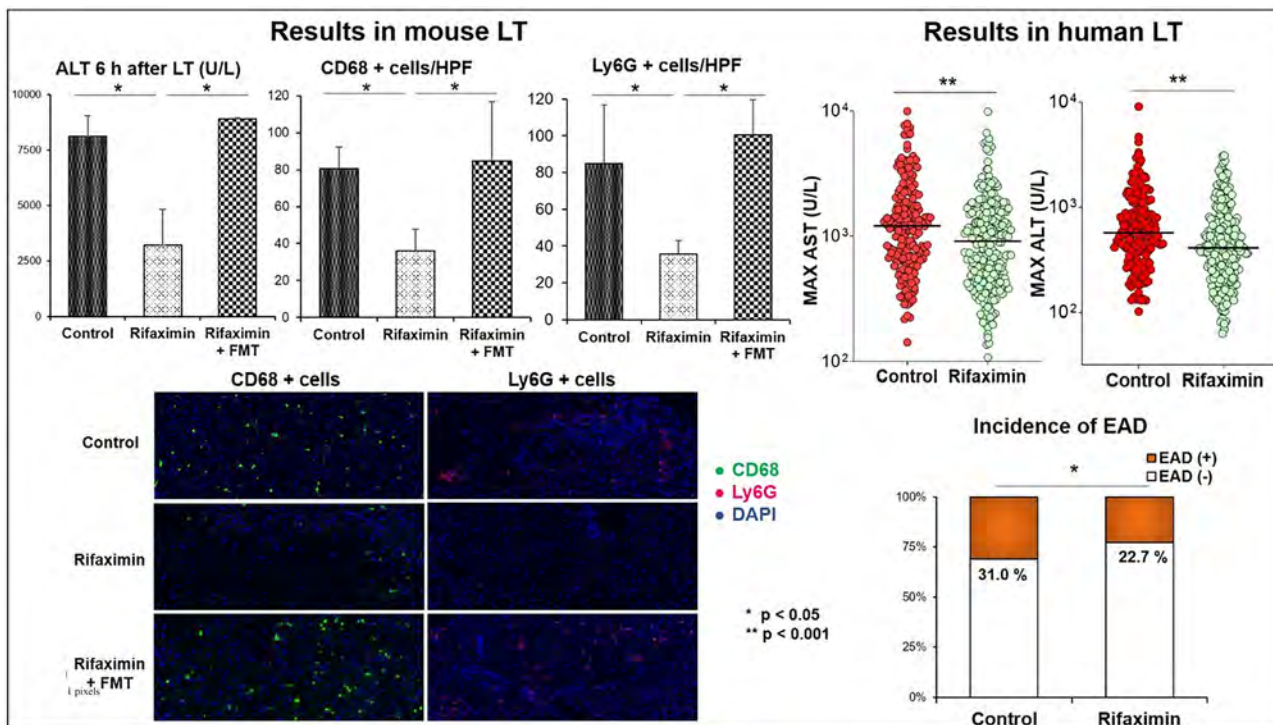 Results in mouse LT
ALT 6 h after LT (U/L)
*
*
10000
7500
5000
2500
0
Control
Rifaximin
Rifaximin
+ FMT
CD68 + cells/HPF
*
*
120
100
80
60
40
20
0
Control
Rifaximin
Rifaximin
+ FMT
Ly6G + cells/HPF
*
*
120
100
80
60
40
20
0
Control
Rifaximin
Rifaximin
+ FMT
CD68 + cells
Ly6G + cells
Control
Rifaximin
Rifaximin
+ FMT
pixels
CD68
Ly6G
DAPI
* p < 0.05
** p < 0.001
Results in human LT
**
MAX AST (U/L)
10⁴
10³
10²
Control
Rifaximin
**
MAX ALT (U/L)
10⁴
10³
10²
Control
Rifaximin
Incidence of EAD
EAD (+)
EAD (-)
*
100%
75%
50%
25%
0%
31.0 %
22.7 %
Control
Rifaximin